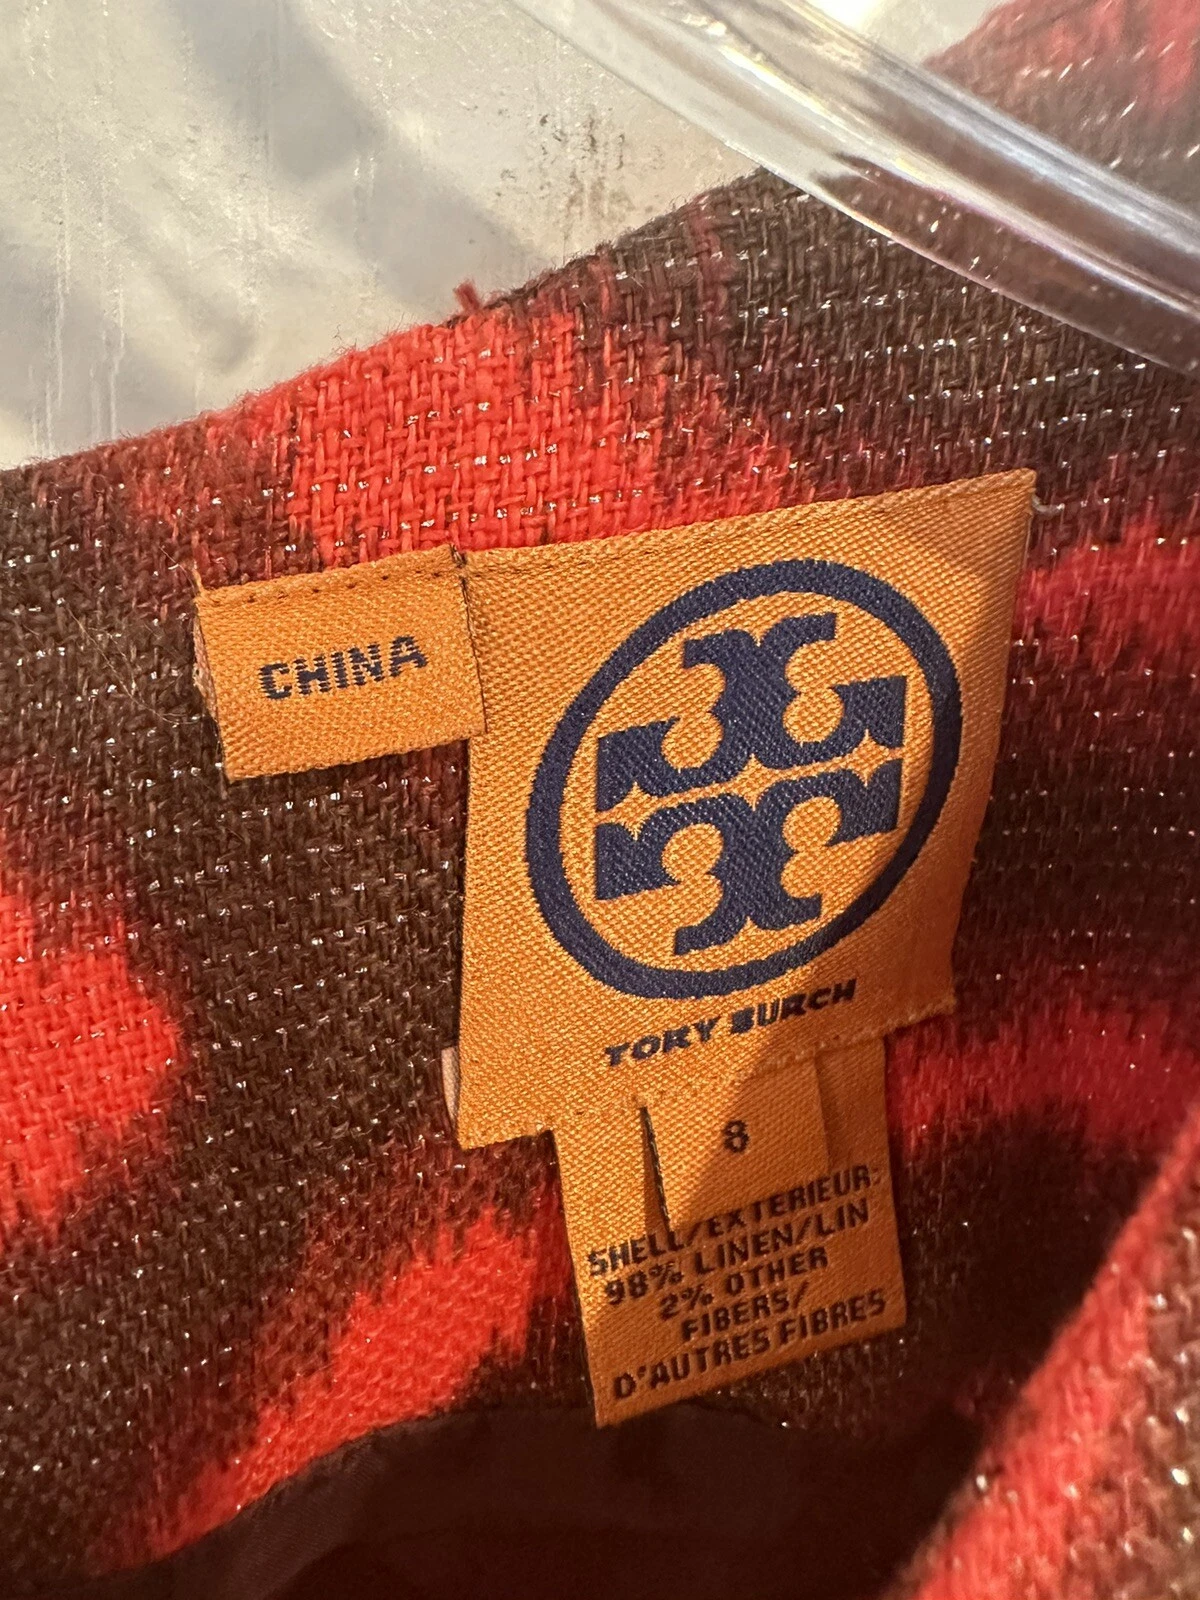 CHINA
TORY BURCH
8
SHELL/EXTERIEUR:
98% LINEN/LIN
2% OTHER
FIBERS/
D'AUTRES FIBRES